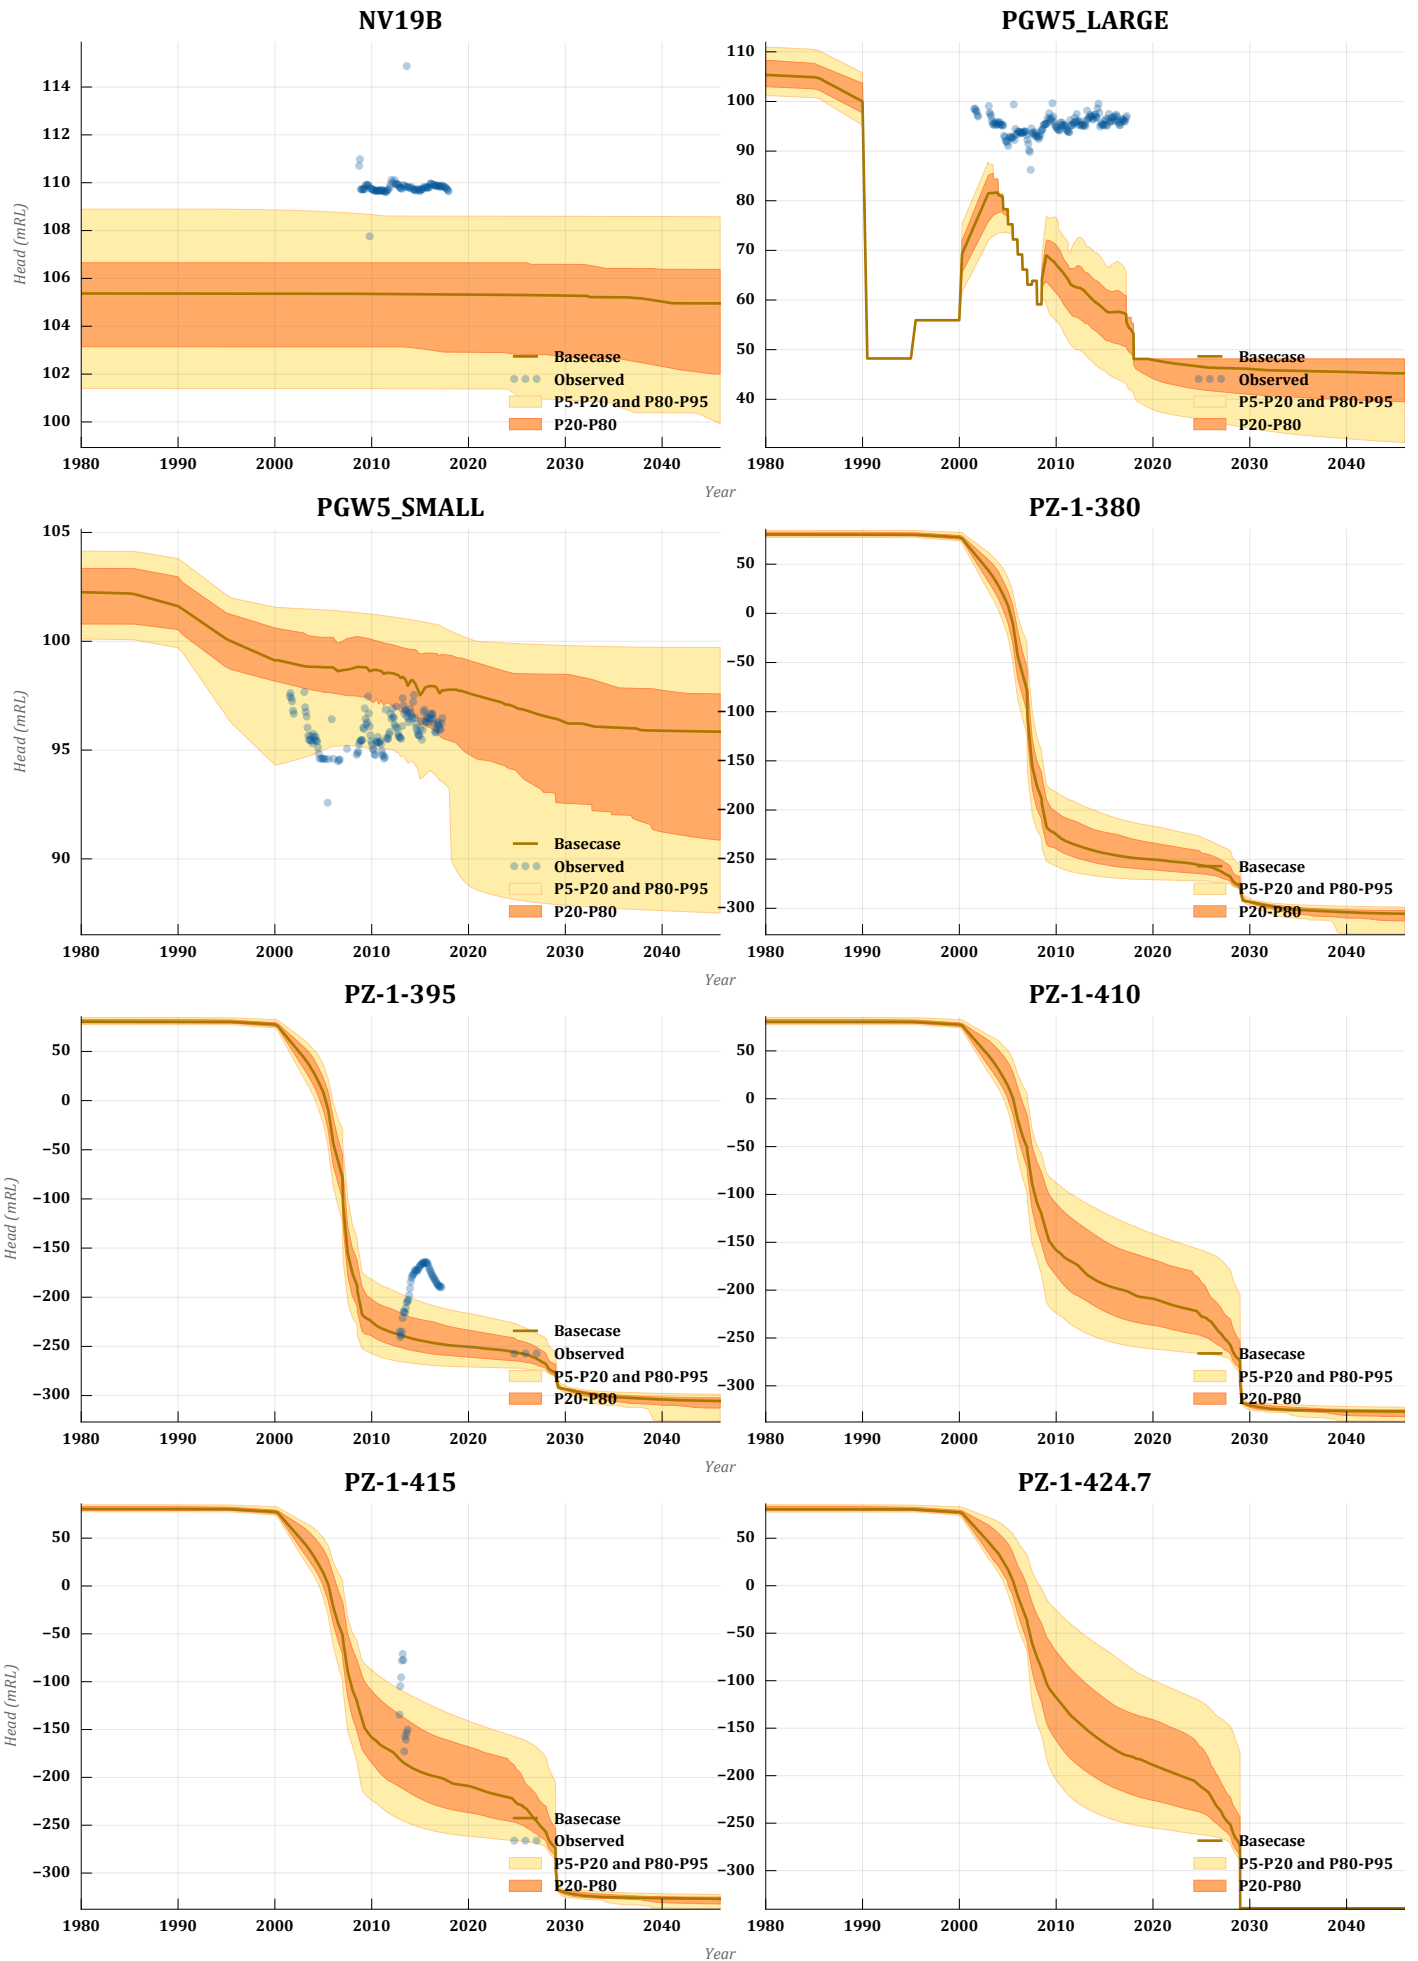 NV19B
114
112
110
108
106
104
102
100
Head (mRL)
Basecase
Observed
P5-P20 and P80-P95
P20-P80
1980 1990 2000 2010 2020 2030 2040
PGW5_LARGE
110
100
90
80
70
60
50
40
Basecase
Observed
P5-P20 and P80-P95
P20-P80
1980 1990 2000 2010 2020 2030 2040
Year
PGW5_SMALL
105
100
95
90
Head (mRL)
Basecase
Observed
P5-P20 and P80-P95
P20-P80
1980 1990 2000 2010 2020 2030 2040
PZ-1-380
50
0
−50
−100
−150
−200
−250
−300
Basecase
P5-P20 and P80-P95
P20-P80
1980 1990 2000 2010 2020 2030 2040
Year
PZ-1-395
50
0
−50
−100
−150
−200
−250
−300
Head (mRL)
Basecase
Observed
P5-P20 and P80-P95
P20-P80
1980 1990 2000 2010 2020 2030 2040
PZ-1-410
50
0
−50
−100
−150
−200
−250
−300
Basecase
P5-P20 and P80-P95
P20-P80
1980 1990 2000 2010 2020 2030 2040
Year
PZ-1-415
50
0
−50
−100
−150
−200
−250
−300
Head (mRL)
Basecase
Observed
P5-P20 and P80-P95
P20-P80
1980 1990 2000 2010 2020 2030 2040
PZ-1-424.7
50
0
−50
−100
−150
−200
−250
−300
Basecase
P5-P20 and P80-P95
P20-P80
1980 1990 2000 2010 2020 2030 2040
Year